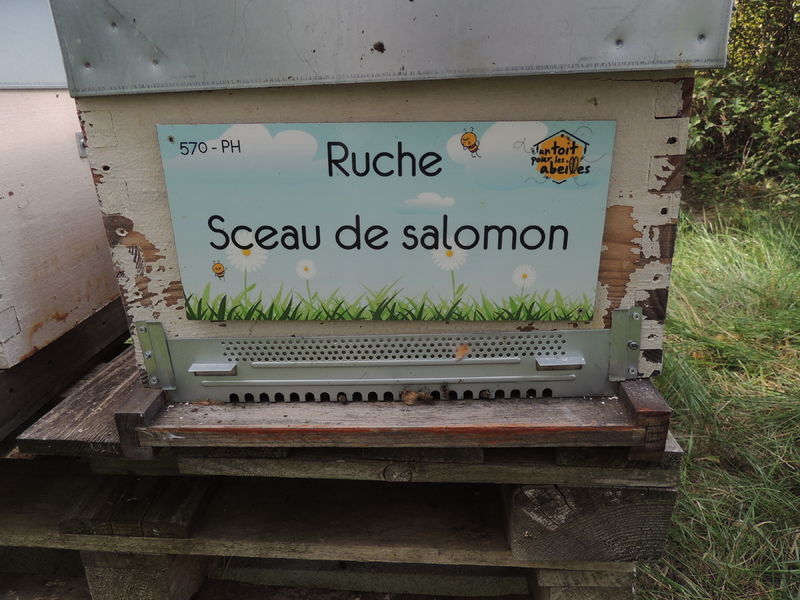 570 - PH
Ruche
un toit
pour les
abeilles
Sceau de salomon